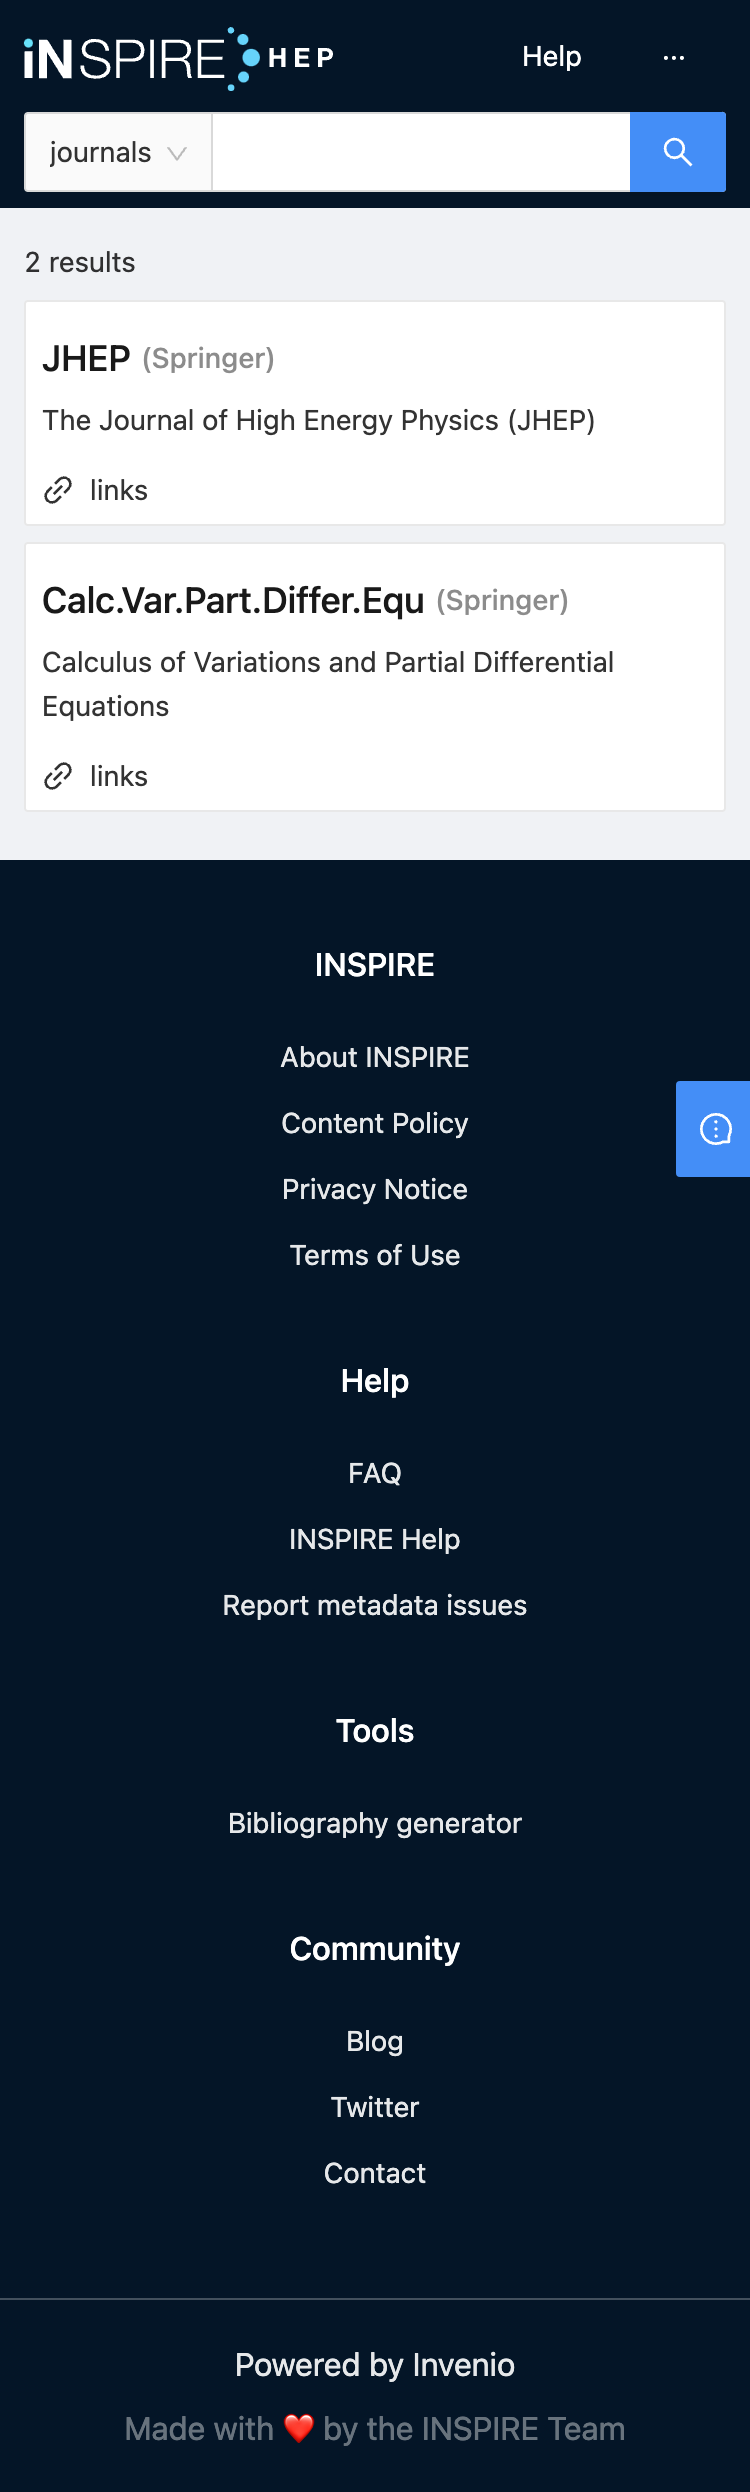 iNSPIRE HEP
Help
···
journals
2 results
JHEP (Springer)
The Journal of High Energy Physics (JHEP)
links
Calc.Var.Part.Differ.Equ (Springer)
Calculus of Variations and Partial Differential
Equations
links
INSPIRE
About INSPIRE
Content Policy
Privacy Notice
Terms of Use
Help
FAQ
INSPIRE Help
Report metadata issues
Tools
Bibliography generator
Community
Blog
Twitter
Contact
Powered by Invenio
Made with ❤️ by the INSPIRE Team